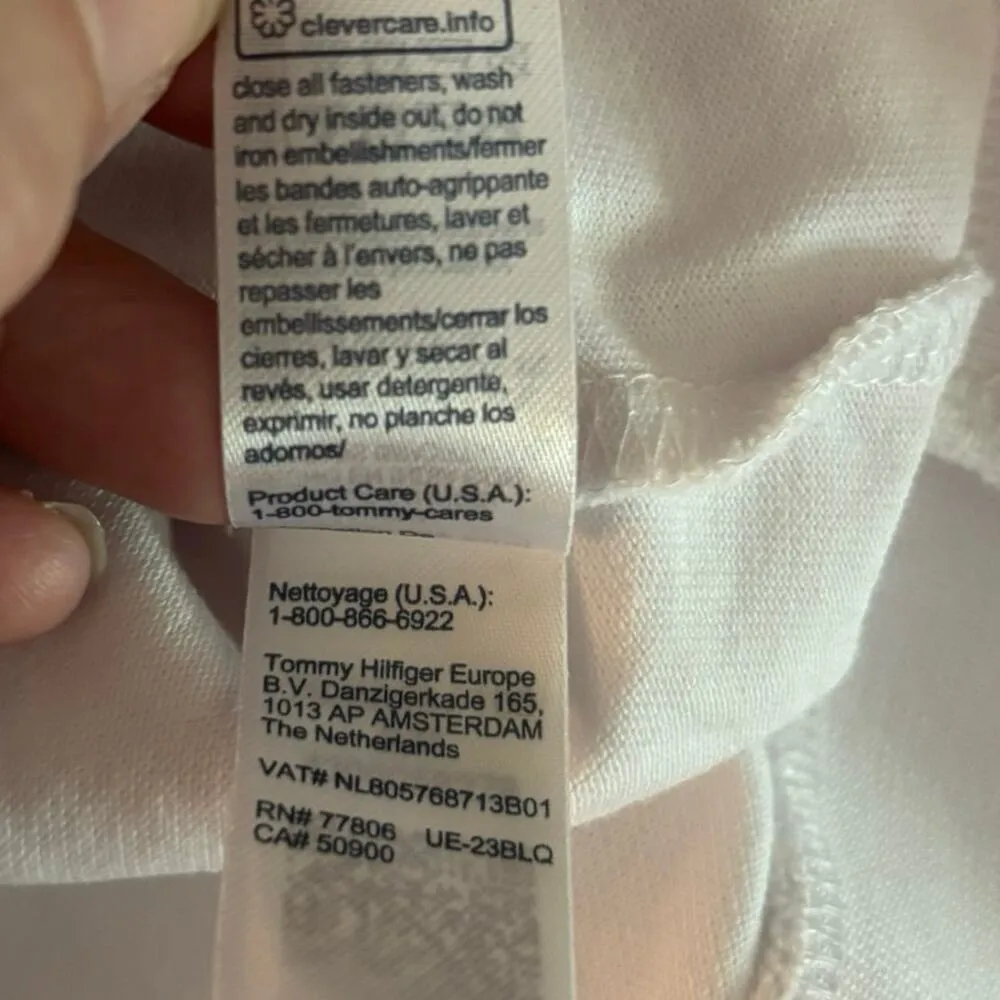 clevercare.info
close all fasteners, wash
and dry inside out, do not
iron embellishments/fermer
les bandes auto-agrippante
et les fermetures, laver et
sécher à l'envers, ne pas
repasser les
embellissements/cerrar los
cierres, lavar y secar al
revés, usar detergente,
exprimir, no planche los
adornos/
Product Care (U.S.A.):
1-800-tommy-cares
Nettoyage (U.S.A.):
1-800-866-6922
Tommy Hilfiger Europe
B.V. Danzigerkade 165,
1013 AP AMSTERDAM
The Netherlands
VAT# NL805768713B01
RN# 77806
CA# 50900 UE-23BLQ